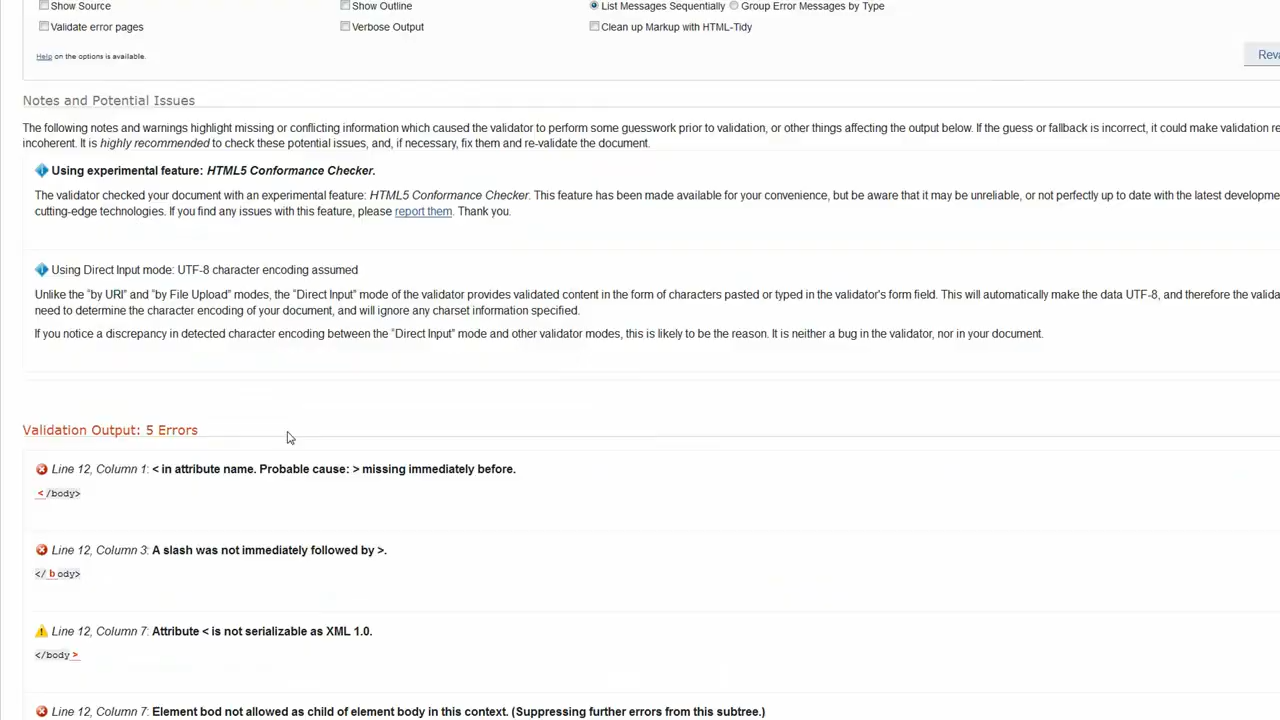 Show Source Show Outline List Messages Sequentially Group Error Messages by Type
Validate error pages Verbose Output Clean up Markup with HTML-Tidy
Help on the options is available.
Notes and Potential Issues
The following notes and warnings highlight missing or conflicting information which caused the validator to perform some guesswork prior to validation, or other things affecting the output below. If the guess or fallback is incorrect, it could make validation
incoherent. It is highly recommended to check these potential issues, and, if necessary, fix them and re-validate the document.
Using experimental feature: HTML5 Conformance Checker.
The validator checked your document with an experimental feature: HTML5 Conformance Checker. This feature has been made available for your convenience, but be aware that it may be unreliable, or not perfectly up to date with the latest
cutting-edge technologies. If you find any issues with this feature, please report them. Thank you.
Using Direct Input mode: UTF-8 character encoding assumed
Unlike the "by URI" and "by File Upload" modes, the "Direct Input" mode of the validator provides validated content in the form of characters pasted or typed in the validator's form field. This will automatically make the data UTF-8, and therefore the
need to determine the character encoding of your document, and will ignore any charset information specified.
If you notice a discrepancy in detected character encoding between the "Direct Input" mode and other validator modes, this is likely to be the reason. It is neither a bug in the validator, nor in your document.
Validation Output: 5 Errors
Line 12, Column 1: < in attribute name. Probable cause: > missing immediately before.
</body>
Line 12, Column 3: A slash was not immediately followed by >.
</body>
Line 12, Column 7: Attribute < is not serializable as XML 1.0.
</body>
Line 12, Column 7: Element bod not allowed as child of element body in this context. (Suppressing further errors from this subtree.)